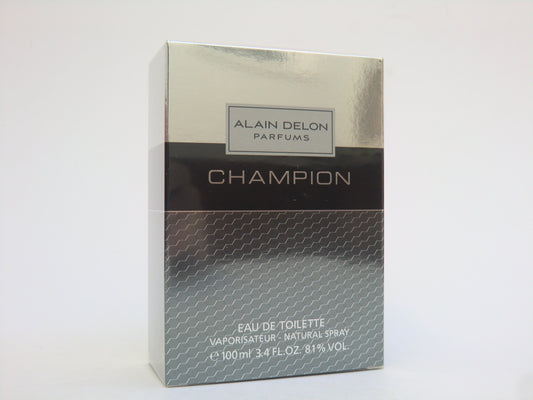 ALAIN DELON
PARFUMS
CHAMPION
EAU DE TOILETTE
VAPORISATEUR - NATURAL SPRAY
℮ 100 ml 3.4 FL.OZ. 81% VOL.